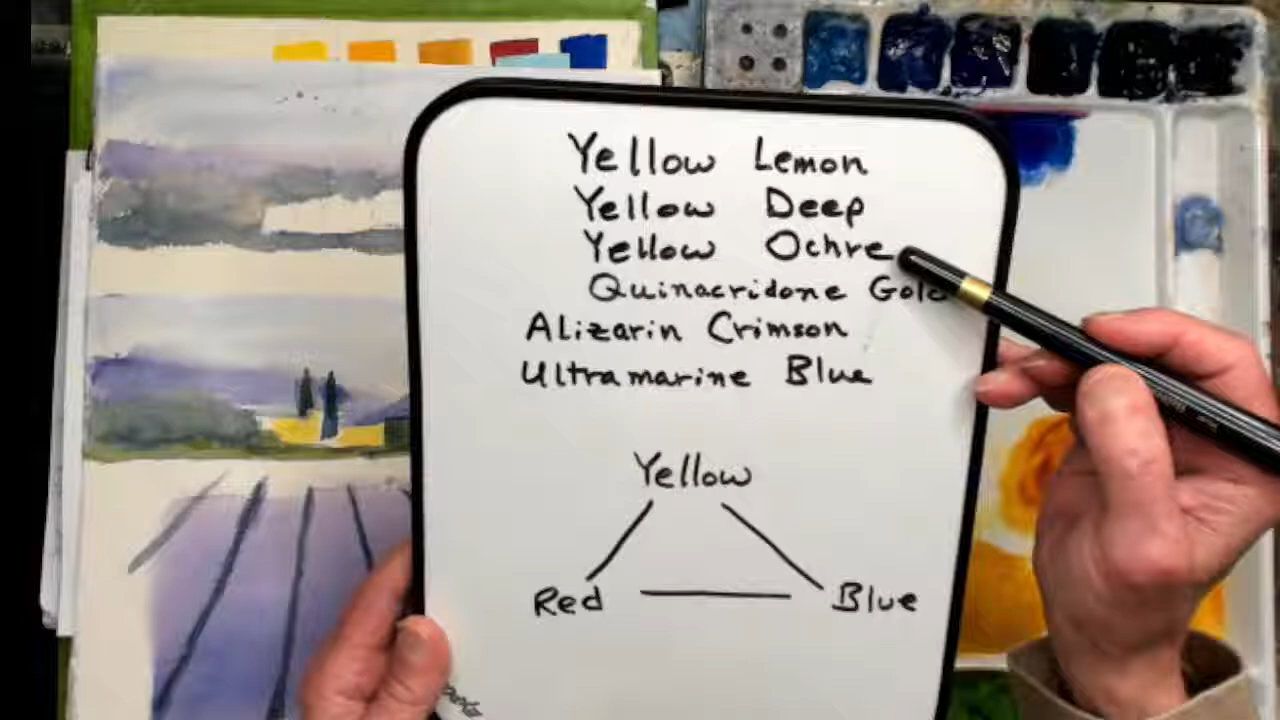 Yellow Lemon
Yellow Deep
Yellow Ochre
Quinacridone Gold
Alizarin Crimson
Ultramarine Blue
Yellow
Red
Blue